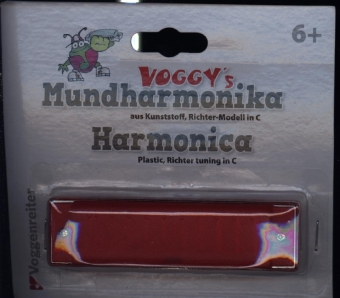 6+
VOGGY's
Mundharmonika
aus Kunststoff, Richter-Modell in C
Harmonica
Plastic, Richter tuning in C
Voggenreiter